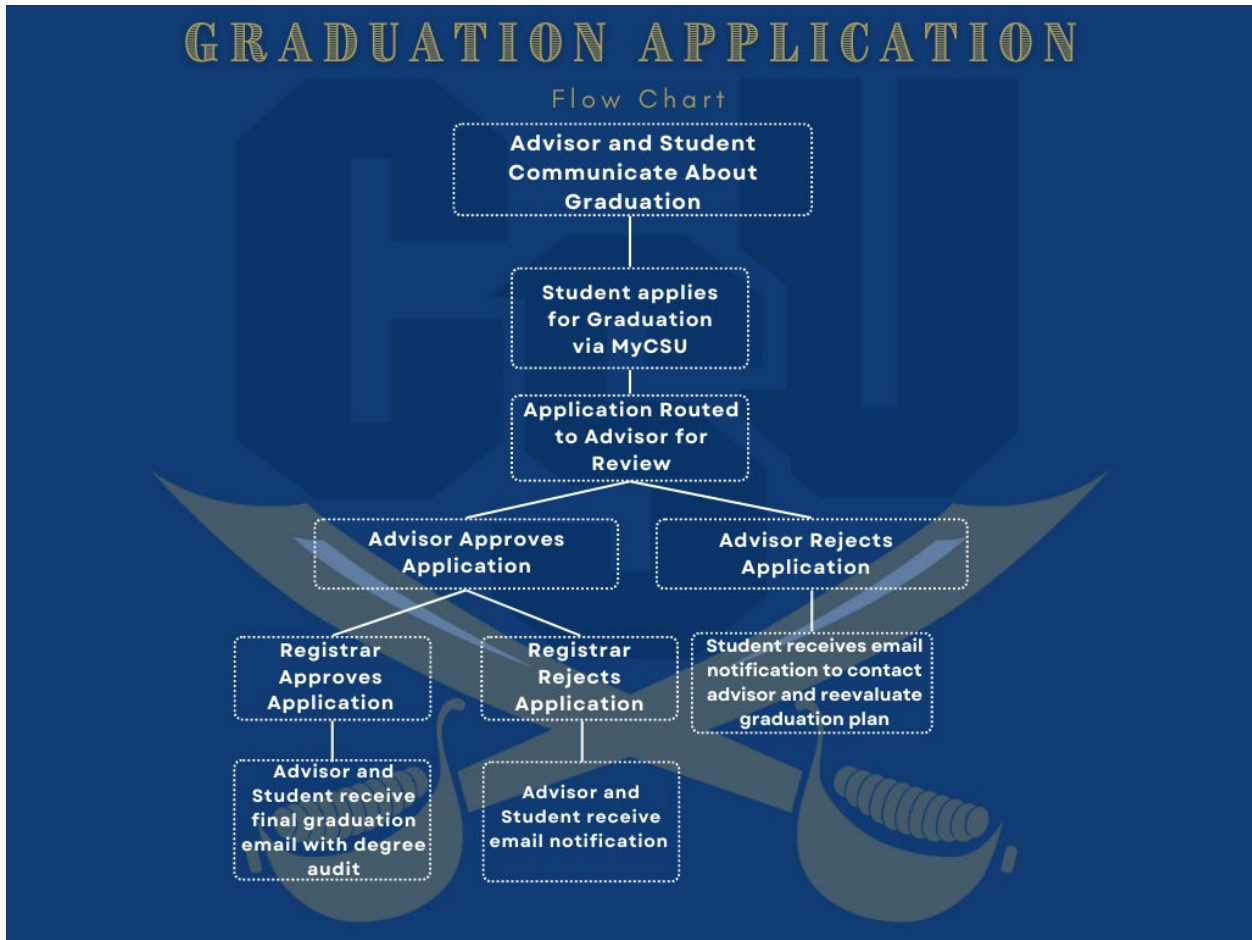 GRADUATION APPLICATION
Flow Chart
Advisor and Student
Communicate About
Graduation
Student applies
for Graduation
via MyCSU
Application Routed
to Advisor for
Review
Advisor Approves
Application
Advisor Rejects
Application
Registrar
Approves
Application
Registrar
Rejects
Application
Student receives email
notification to contact
advisor and reevaluate
graduation plan
Advisor and
Student receive
final graduation
email with degree
audit
Advisor and
Student receive
email notification
CSU